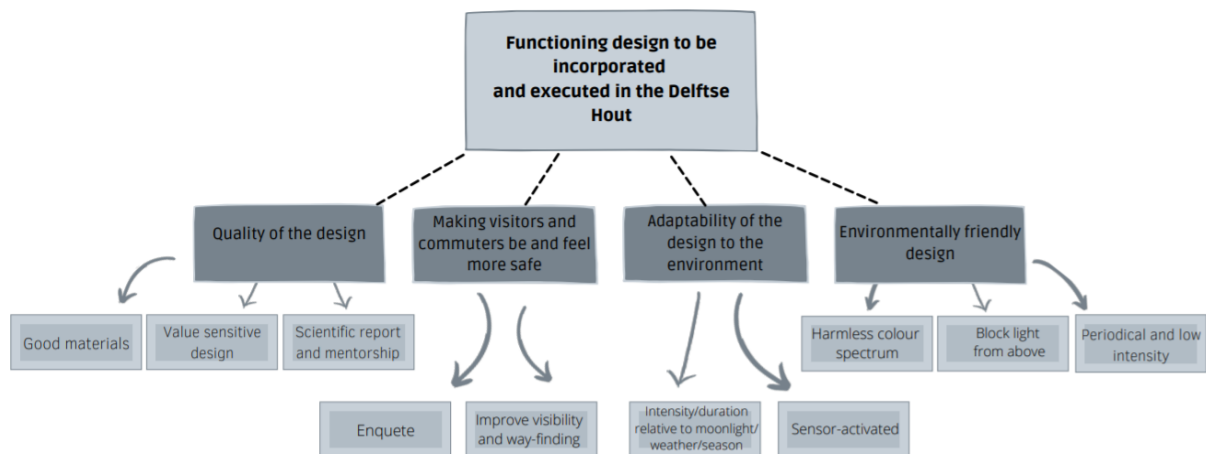 Functioning design to be
incorporated
and executed in the Delftse
Hout
Quality of the design
Making visitors and
commuters be and feel
more safe
Adaptability of the
design to the
environment
Environmentally friendly
design
Good materials
Value sensitive
design
Scientific report
and mentorship
Harmless colour
spectrum
Block light
from above
Periodical and low
intensity
Enquete
Improve visibility
and way-finding
Intensity/duration
relative to moonlight/
weather/season
Sensor-activated